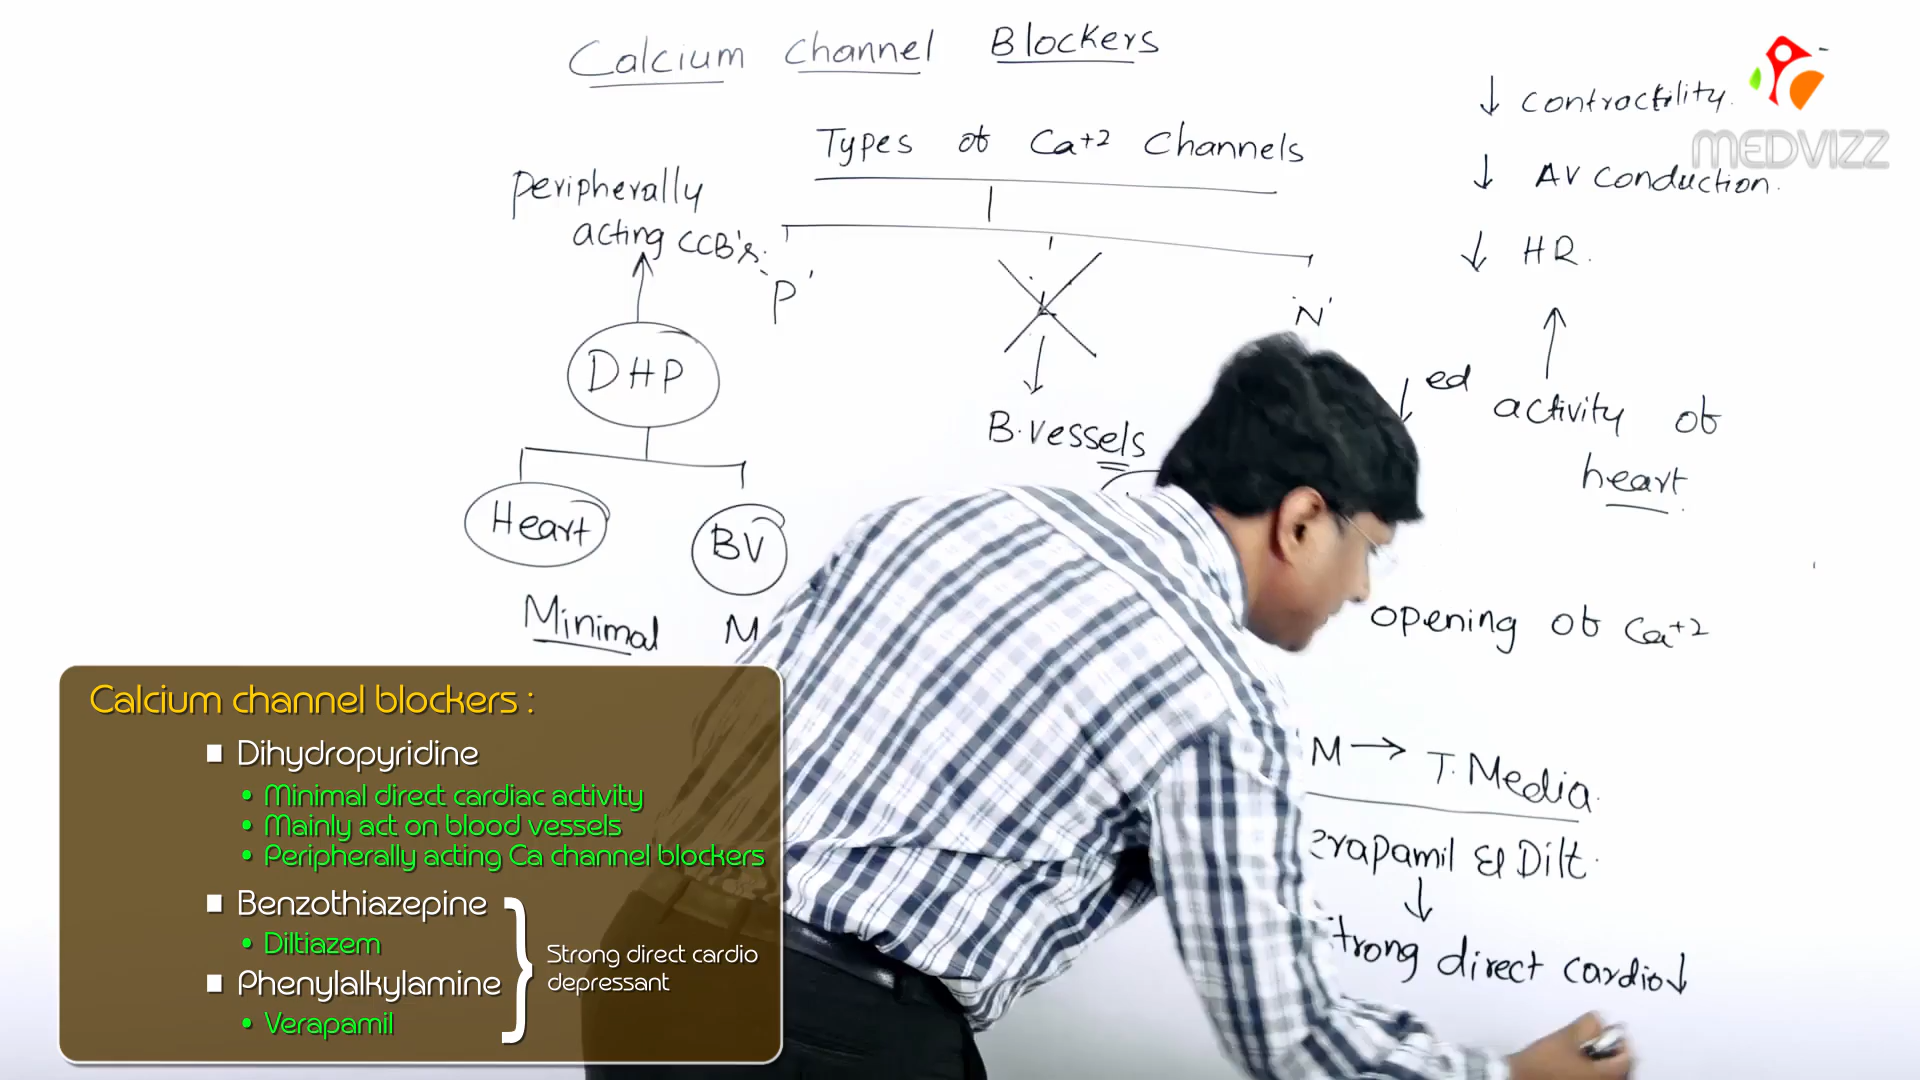 Calcium Channel Blockers
Types of Ca+2 Channels
Peripherally
acting CCB's.
'P'
L
'N'
DHP
Heart
BV
Minimal
M
B.vessels
↓ Contractility.
MEDVIZZ
↓ AV conduction.
↓ HR.
↓ ed activity of
heart
opening of Ca+2
M → T. Media.
erapamil & Dilt.
↓
trong direct cardio↓
Calcium channel blockers :
■ Dihydropyridine
• Minimal direct cardiac activity
• Mainly act on blood vessels
• Peripherally acting Ca channel blockers
■ Benzothiazepine
• Diltiazem
■ Phenylalkylamine
• Verapamil
Strong direct cardio
depressant